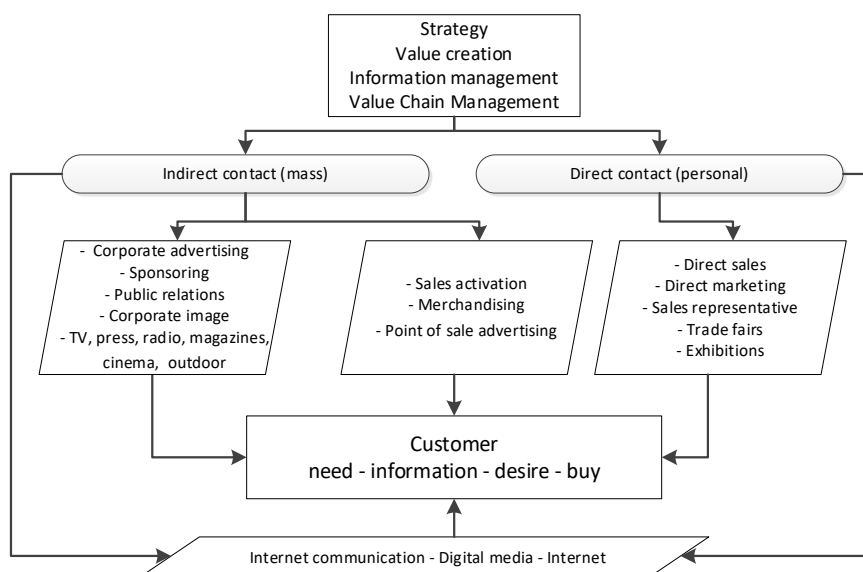 Strategy
Value creation
Information management
Value Chain Management
Indirect contact (mass)
Direct contact (personal)
- Corporate advertising
- Sponsoring
- Public relations
- Corporate image
- TV, press, radio, magazines,
cinema, outdoor
- Sales activation
- Merchandising
- Point of sale advertising
- Direct sales
- Direct marketing
- Sales representative
- Trade fairs
- Exhibitions
Customer
need - information - desire - buy
Internet communication - Digital media - Internet